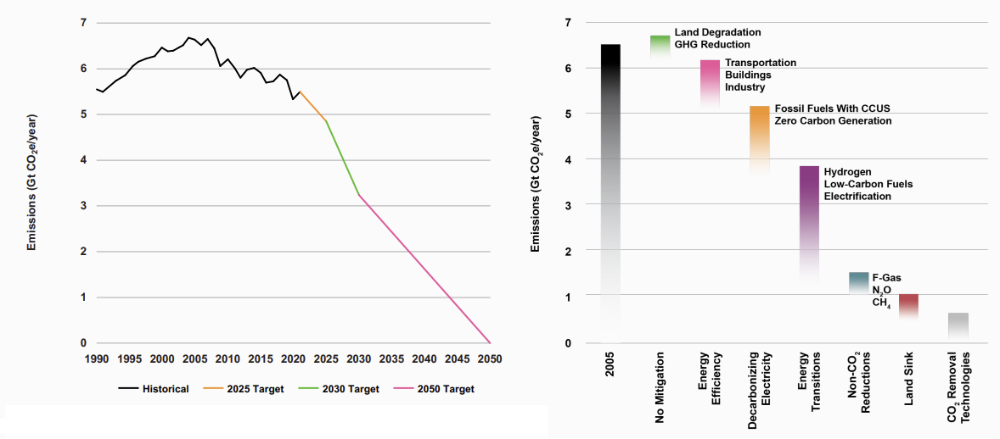 7
6
5
4
3
2
1
0
Emissions (Gt CO₂e/year)
1990 1995 2000 2005 2010 2015 2020 2025 2030 2035 2040 2045 2050
Historical 2025 Target 2030 Target 2050 Target
7
6
5
4
3
2
1
0
Emissions (Gt CO₂e/year)
Land Degradation
GHG Reduction
Transportation
Buildings
Industry
Fossil Fuels With CCUS
Zero Carbon Generation
Hydrogen
Low-Carbon Fuels
Electrification
F-Gas
N₂O
CH₄
2005
No Mitigation
Energy
Efficiency
Decarbonizing
Electricity
Energy
Transitions
Non-CO₂
Reductions
Land Sink
CO₂ Removal
Technologies